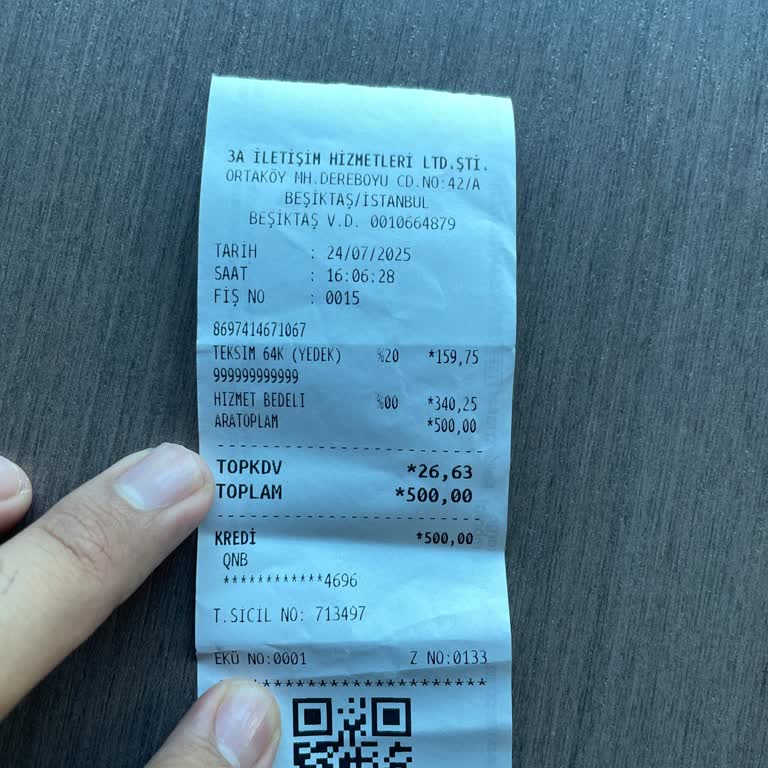 3A İLETİŞİM HİZMETLERİ LTD.ŞTİ.
ORTAKÖY MH.DEREBOYU CD.NO:42/A
BEŞİKTAŞ/İSTANBUL
BEŞİKTAŞ V.D. 0010664879
TARİH : 24/07/2025
SAAT : 16:06:28
FİŞ NO : 0015
8697414671067
TEKSIM 64K (YEDEK) %20 *159,75
999999999999
HIZMET BEDELI %00 *340,25
ARATOPLAM *500,00
TOPKDV *26,63
TOPLAM *500,00
KREDİ *500,00
QNB
************4696
T.SICIL NO: 713497
EKÜ NO:0001 Z NO:0133